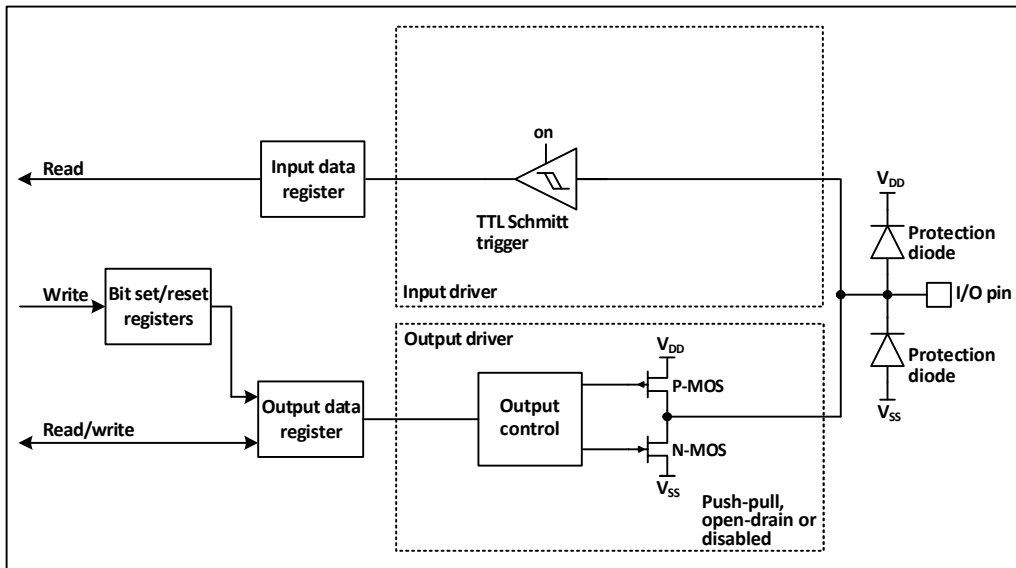 on
Read
Input data
register
TTL Schmitt
trigger
V_DD
Protection
diode
Write
Bit set/reset
registers
Input driver
I/O pin
Output driver
V_DD
P-MOS
Protection
diode
Output data
register
Output
control
Read/write
N-MOS
V_SS
V_SS
Push-pull,
open-drain or
disabled